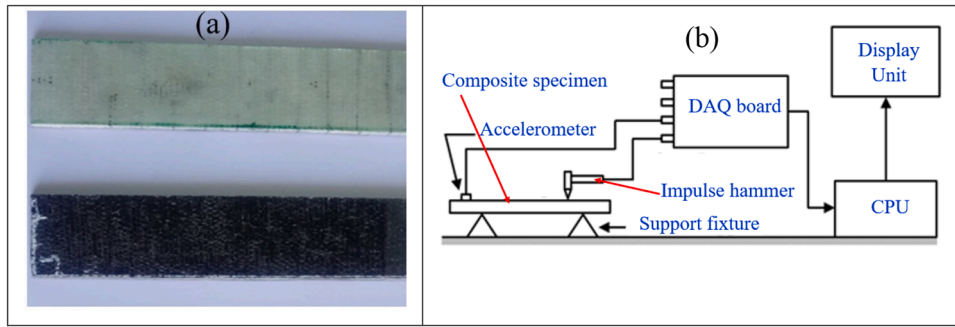 (a)
(b)
Display
Unit
Composite specimen
DAQ board
Accelerometer
Impulse hammer
CPU
Support fixture